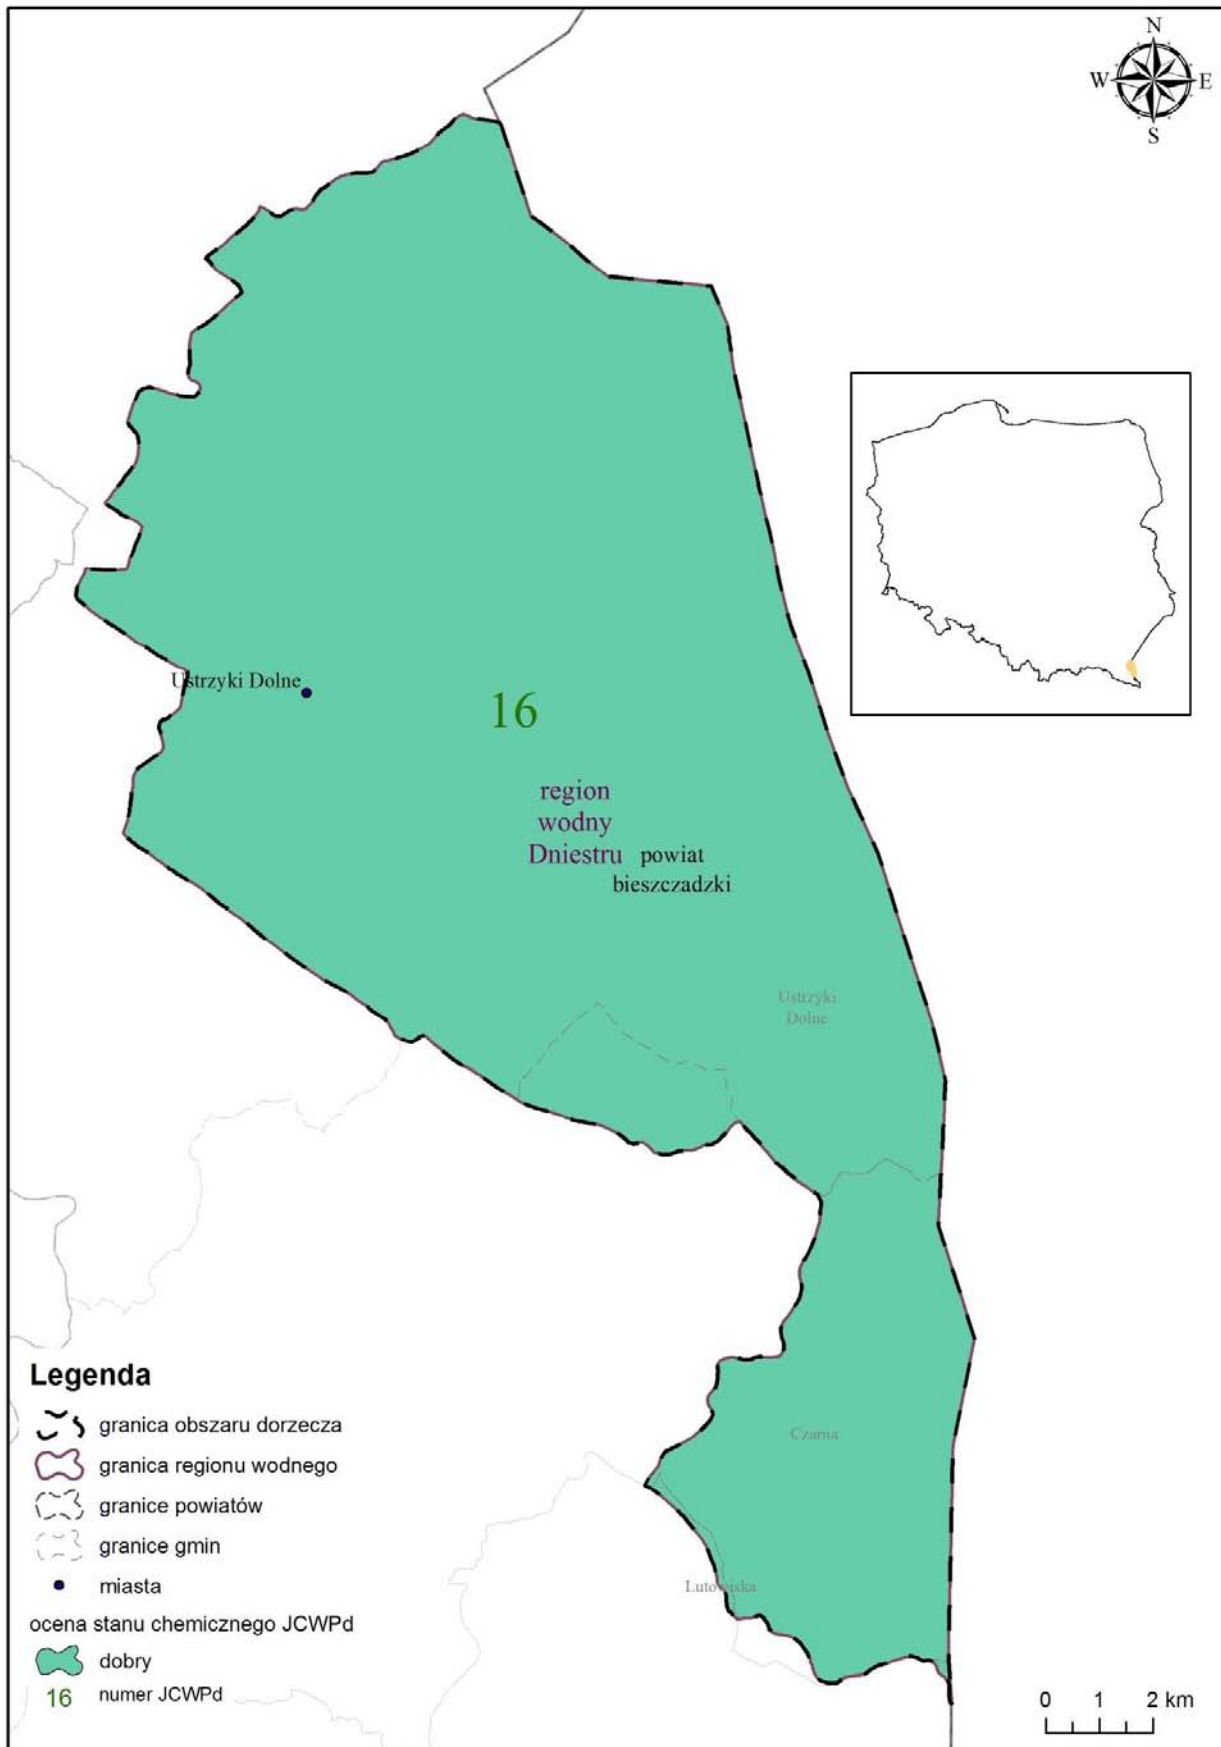 N
W E
S
Ustrzyki Dolne
16
region
wodny
Dniestru
powiat
bieszczadzki
Ustrzyki
Dolne
Czarna
Lutowiska
Legenda
granica obszaru dorzecza
granica regionu wodnego
granice powiatów
granice gmin
miasta
ocena stanu chemicznego JCWPd
dobry
16 numer JCWPd
0 1 2 km